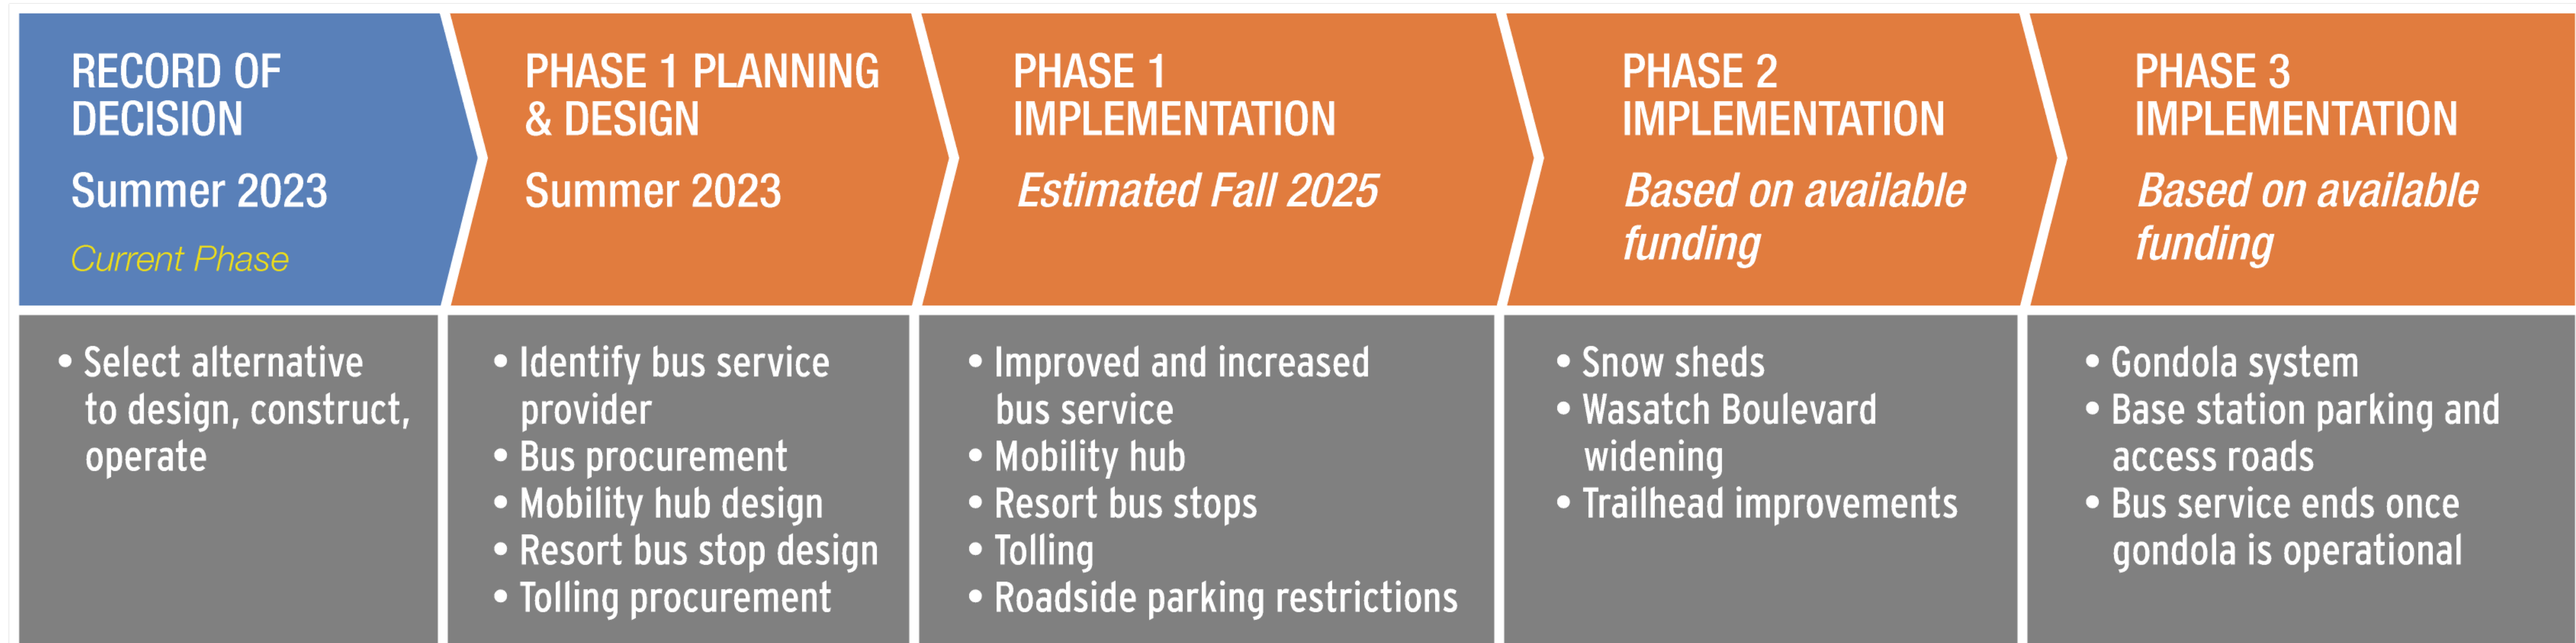 RECORD OF
DECISION
Summer 2023
Current Phase
PHASE 1 PLANNING
& DESIGN
Summer 2023
PHASE 1
IMPLEMENTATION
Estimated Fall 2025
PHASE 2
IMPLEMENTATION
Based on available
funding
PHASE 3
IMPLEMENTATION
Based on available
funding
• Select alternative
to design, construct,
operate
• Identify bus service
provider
• Bus procurement
• Mobility hub design
• Resort bus stop design
• Tolling procurement
• Improved and increased
bus service
• Mobility hub
• Resort bus stops
• Tolling
• Roadside parking restrictions
• Snow sheds
• Wasatch Boulevard
widening
• Trailhead improvements
• Gondola system
• Base station parking and
access roads
• Bus service ends once
gondola is operational